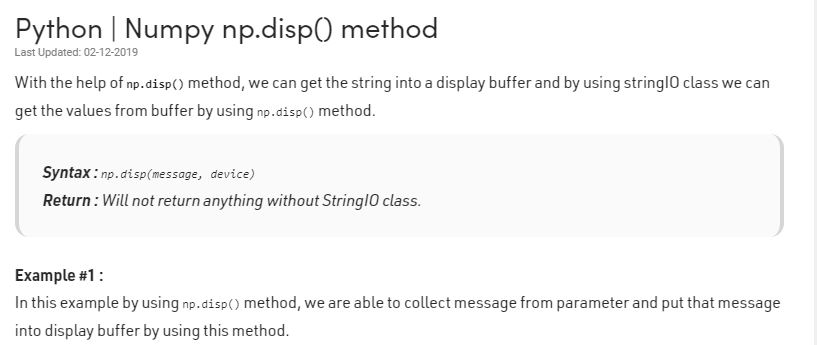 Python | Numpy np.disp() method
Last Updated: 02-12-2019
With the help of np.disp() method, we can get the string into a display buffer and by using stringIO class we can
get the values from buffer by using np.disp() method.
Syntax : np.disp(message, device)
Return : Will not return anything without StringIO class.
Example #1 :
In this example by using np.disp() method, we are able to collect message from parameter and put that message
into display buffer by using this method.